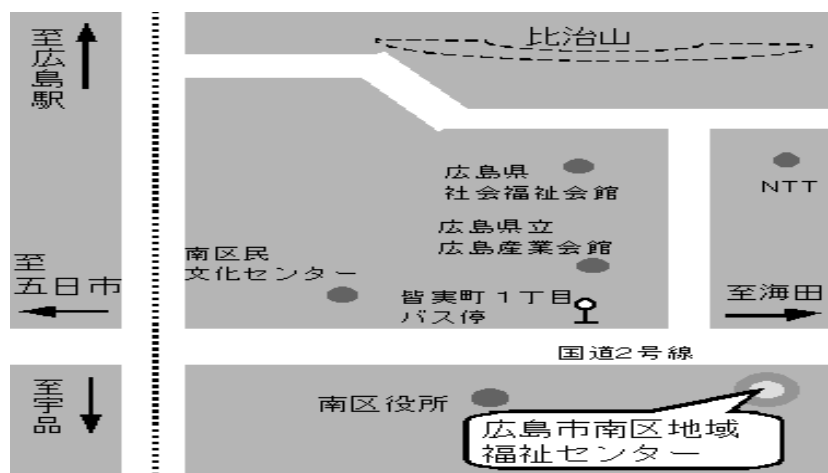 至広島駅
比治山
広島県
社会福祉会館
NTT
広島県立
広島産業会館
南区民
文化センター
至
五日市
皆実町1丁目
バス停
至海田
国道2号線
至宇品
南区役所
広島市南区地域
福祉センター